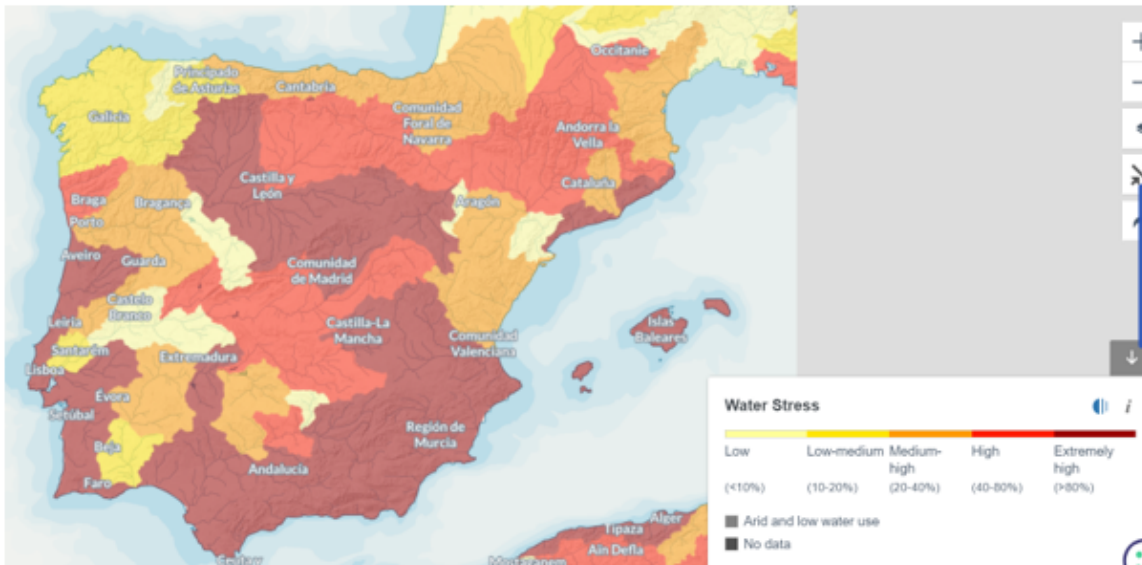 Occitanie
Principado
de Asturias
Cantabria
Galicia
Comunidad
Foral de
Navarra
Andorra la
Vella
Castilla y
León
Cataluña
Braga
Bragança
Aragón
Porto
Aveiro
Guarda
Comunidad
de Madrid
Castelo
Branco
Leiria
Castilla-La
Mancha
Islas
Baleares
Comunidad
Valenciana
Santarém
Extremadura
Lisboa
Évora
Setúbal
Región de
Murcia
Beja
Andalucía
Faro
Tipaza
Alger
Aïn Defla
Water Stress
i
Low
Low-medium
Medium-
high
High
Extremely
high
(<10%)
(10-20%)
(20-40%)
(40-80%)
(>80%)
Arid and low water use
No data